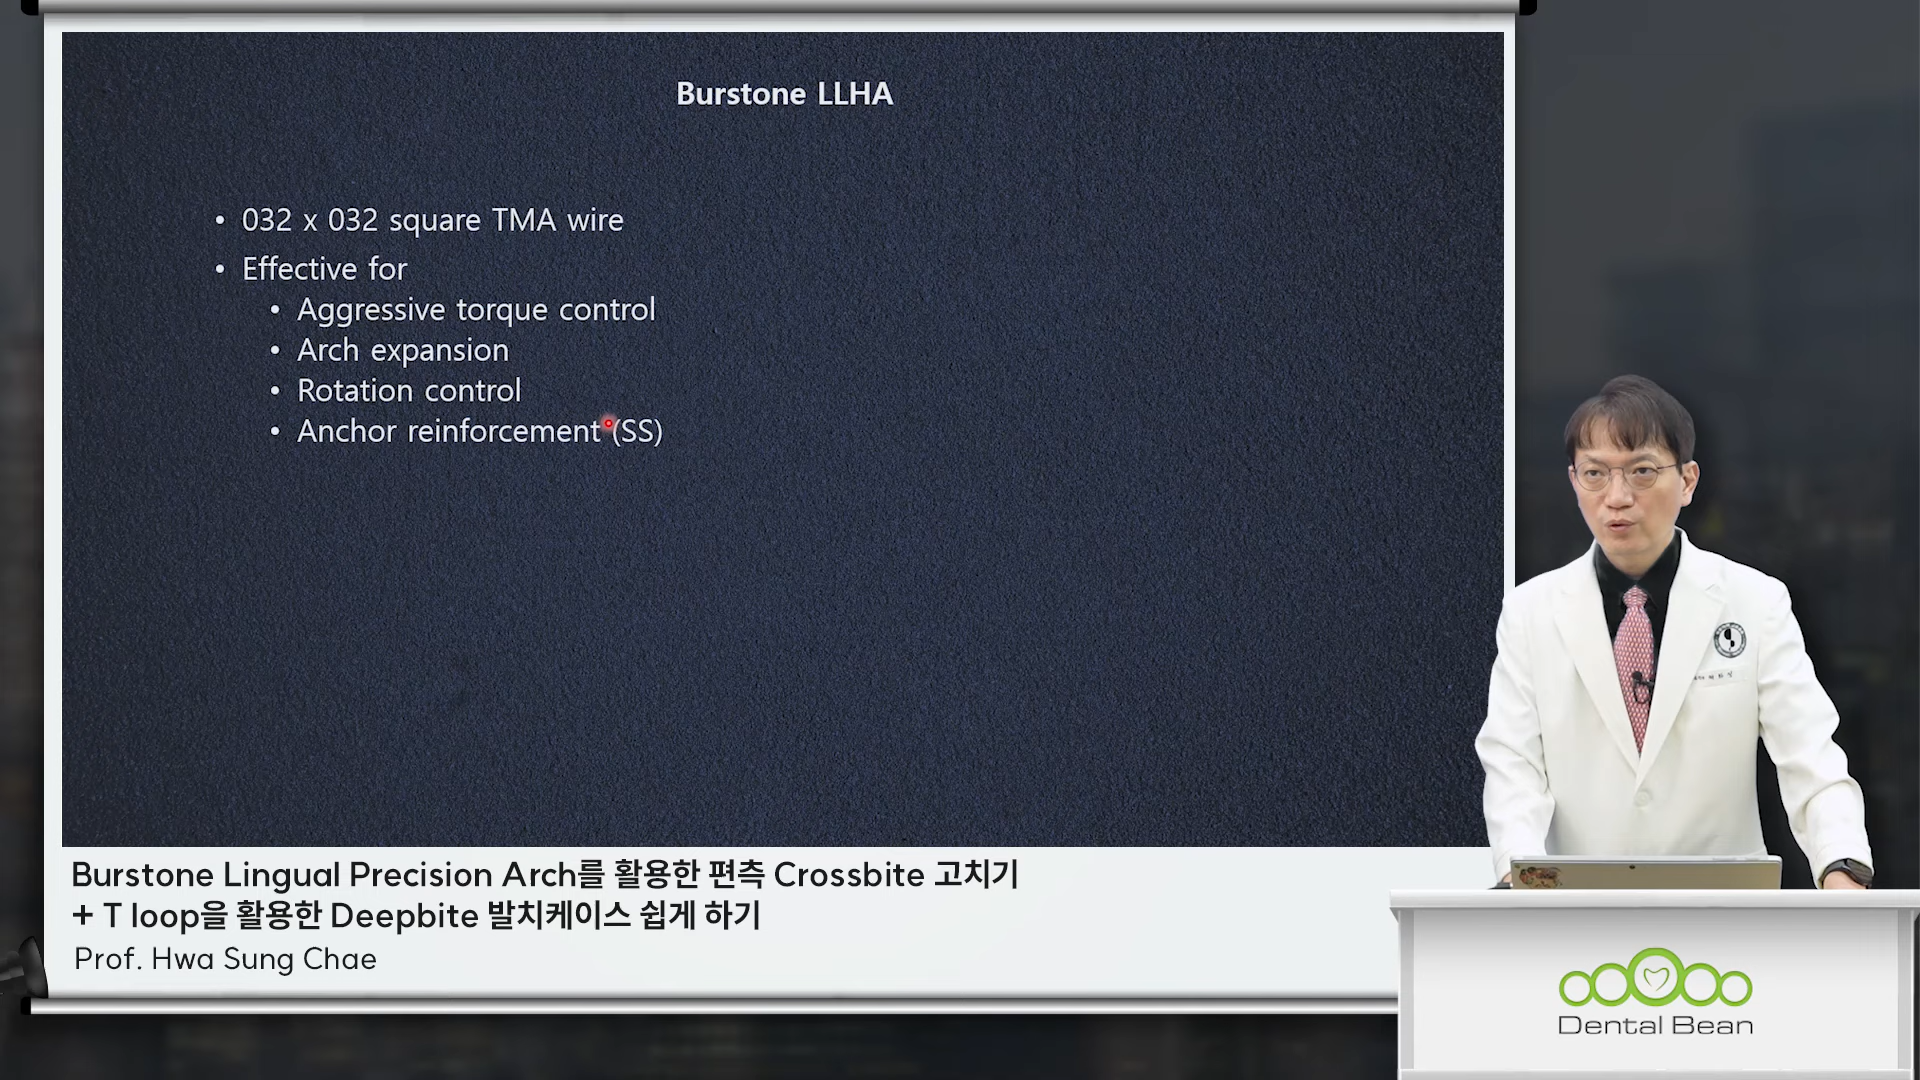 Burstone LLHA
• 032 x 032 square TMA wire
• Effective for
• Aggressive torque control
• Arch expansion
• Rotation control
• Anchor reinforcement (SS)
Burstone Lingual Precision Arch를 활용한 편측 Crossbite 고치기
+ T loop을 활용한 Deepbite 발치케이스 쉽게 하기
Prof. Hwa Sung Chae
Dental Bean